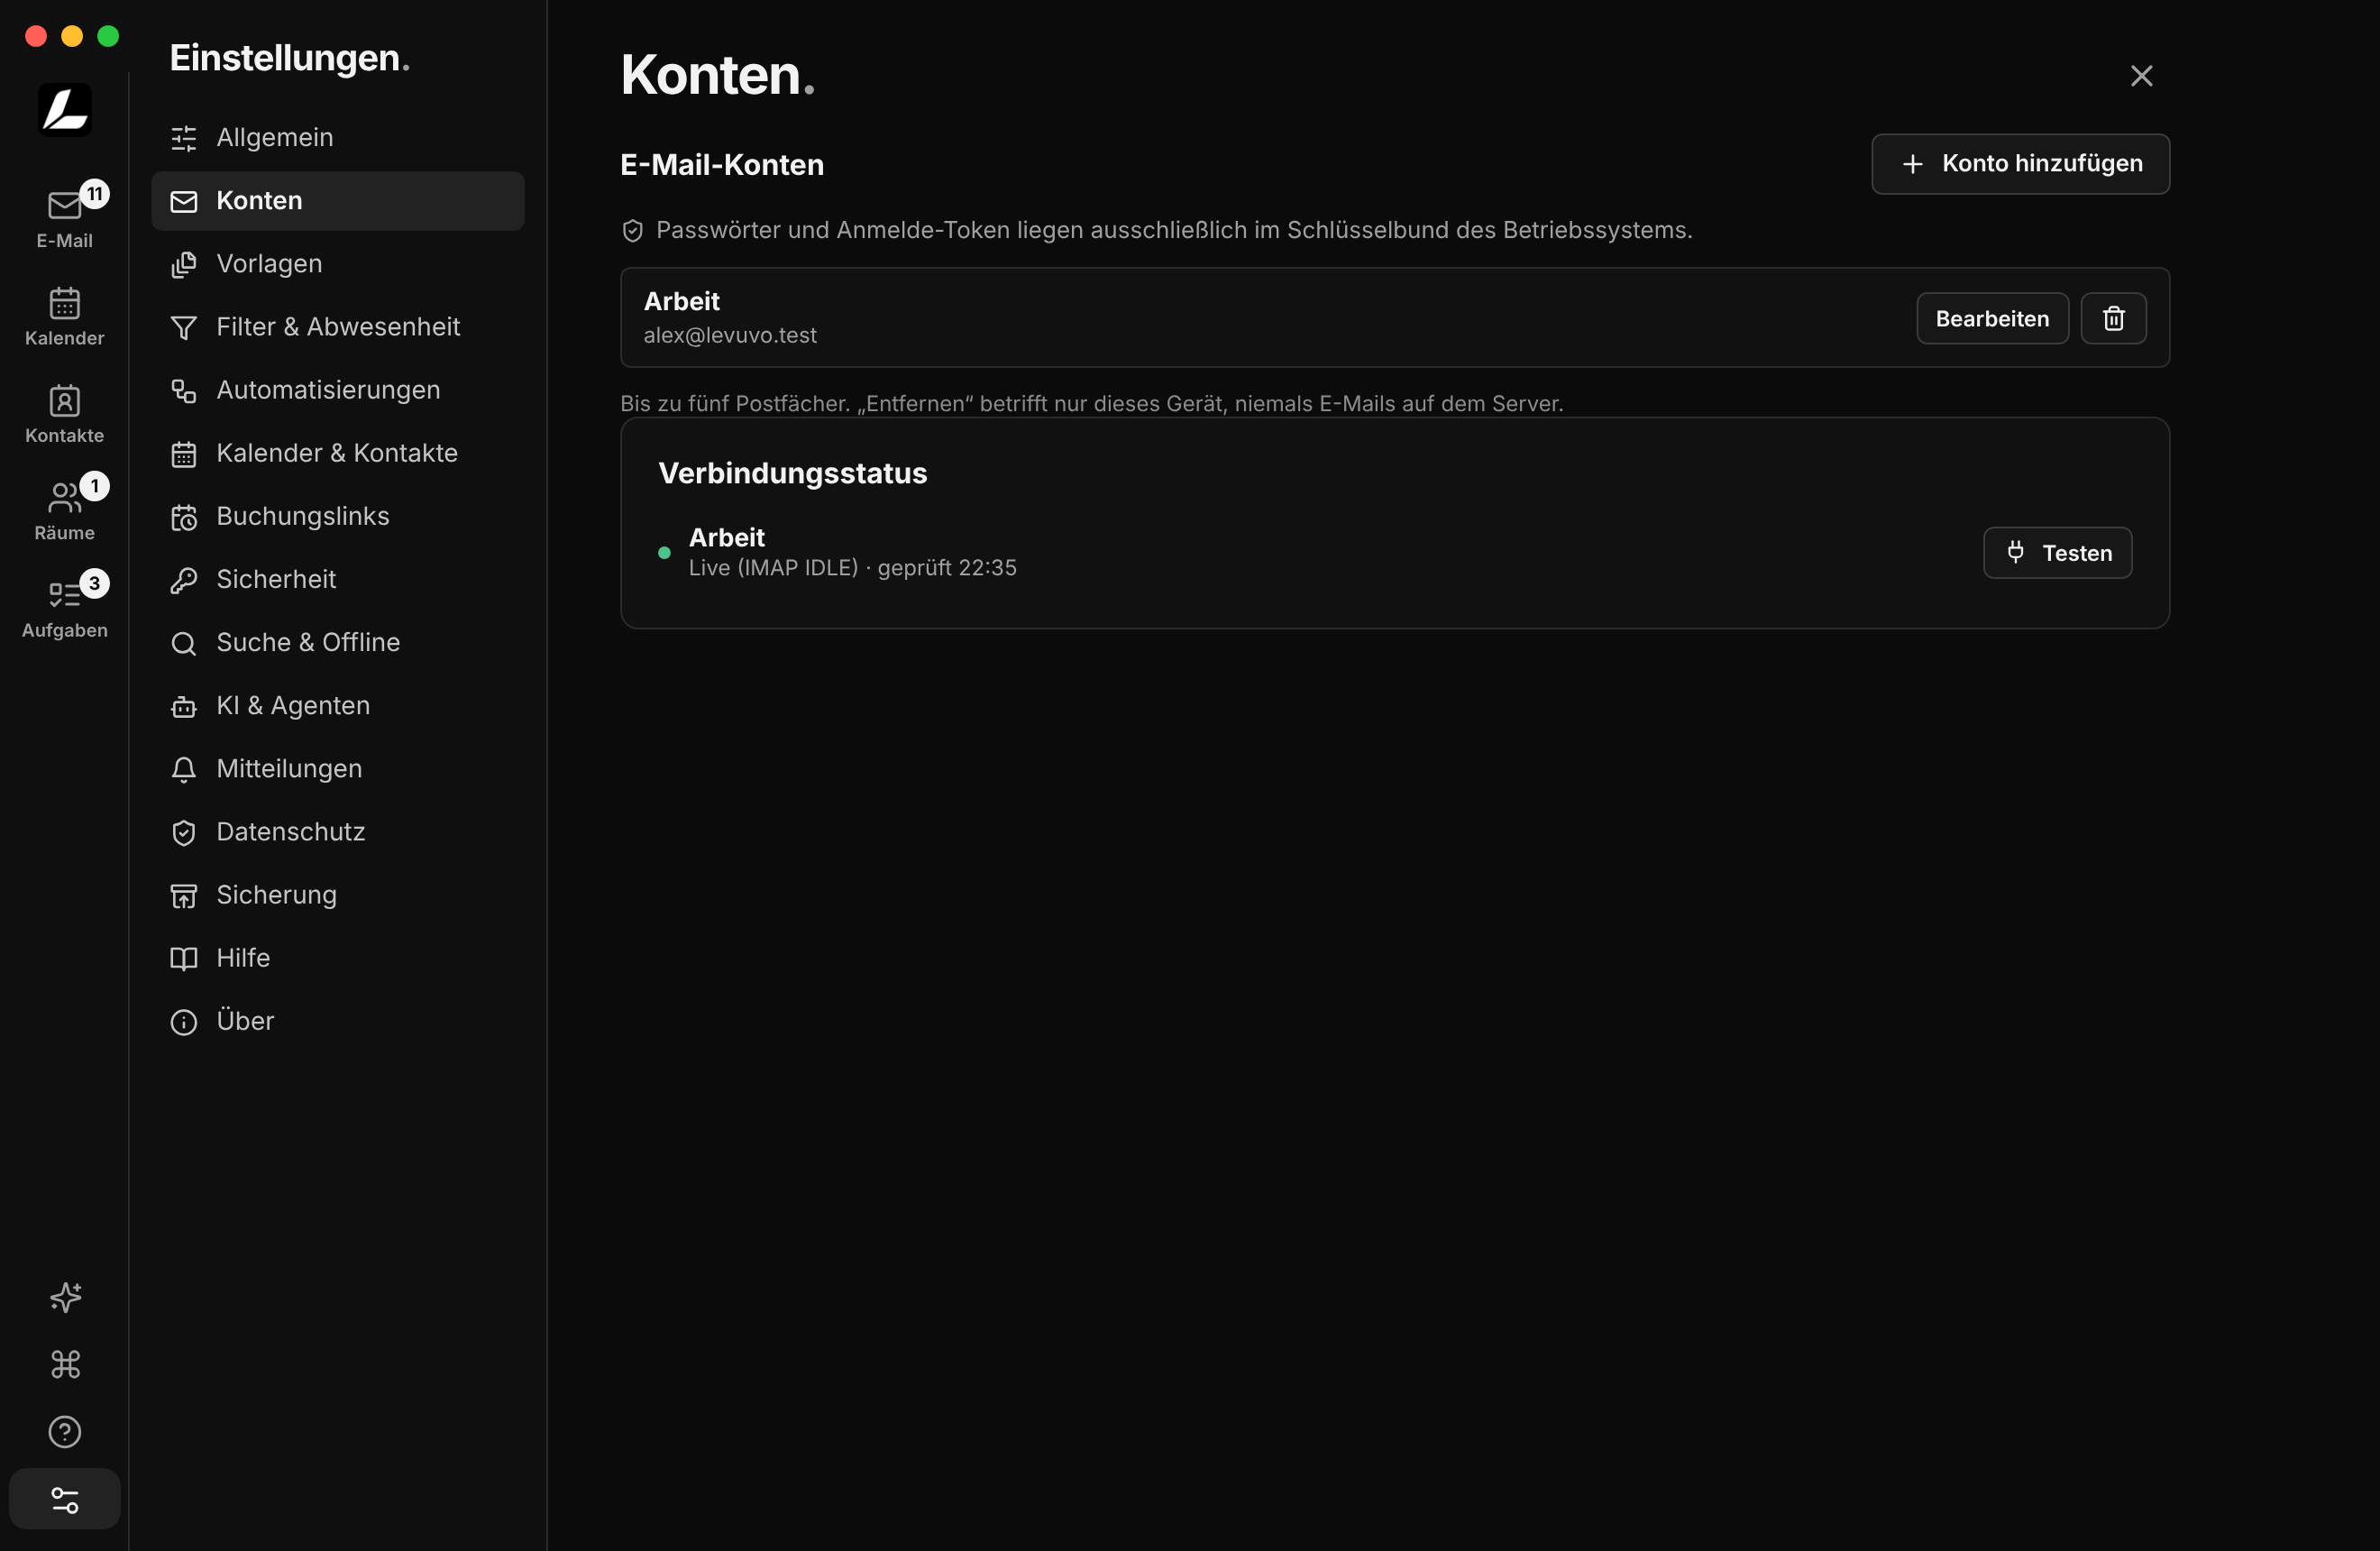 Einstellungen.
Allgemein
Konten
Vorlagen
Filter & Abwesenheit
Automatisierungen
Kalender & Kontakte
Buchungslinks
Sicherheit
Suche & Offline
KI & Agenten
Mitteilungen
Datenschutz
Sicherung
Hilfe
Über
11
E-Mail
Kalender
Kontakte
1
Räume
3
Aufgaben
Konten.
E-Mail-Konten
Konto hinzufügen
Passwörter und Anmelde-Token liegen ausschließlich im Schlüsselbund des Betriebssystems.
Arbeit
alex@levuvo.test
Bearbeiten
Bis zu fünf Postfächer. „Entfernen“ betrifft nur dieses Gerät, niemals E-Mails auf dem Server.
Verbindungsstatus
Arbeit
Live (IMAP IDLE) · geprüft 22:35
Testen